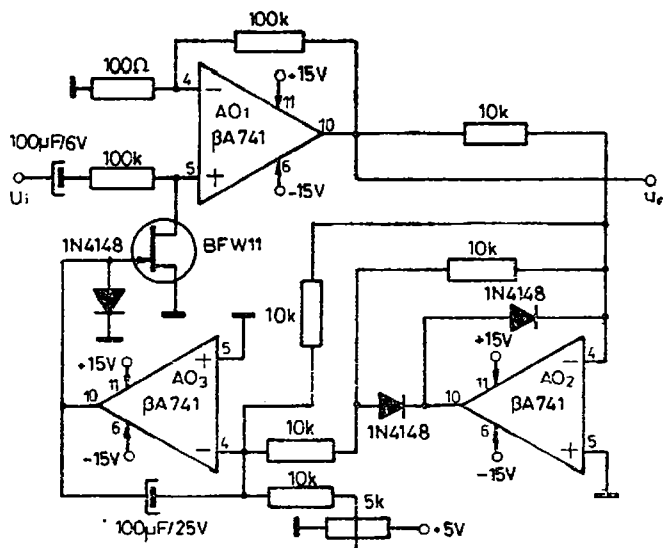 100k
100Ω
4
−
+15V
11
AO1
βA741
10
10k
100μF/6V
100k
5
+
6
-15V
Ui
1N4148
BFW11
10k
10k
1N4148
+15V
11
10
AO3
βA741
+
5
−
4
6
-15V
+15V
11
10
AO2
βA741
−
4
+
5
6
-15V
1N4148
10k
10k
5k
+5V
100μF/25V